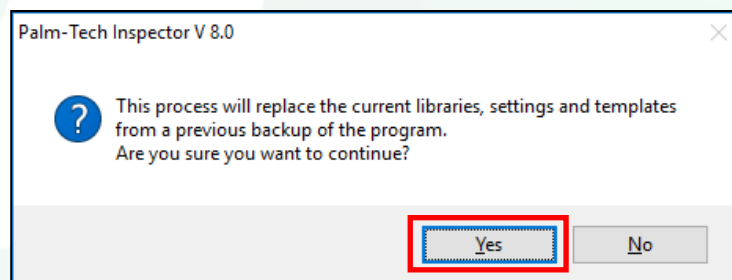 Palm-Tech Inspector V 8.0
This process will replace the current libraries, settings and templates
from a previous backup of the program.
Are you sure you want to continue?
Yes
No